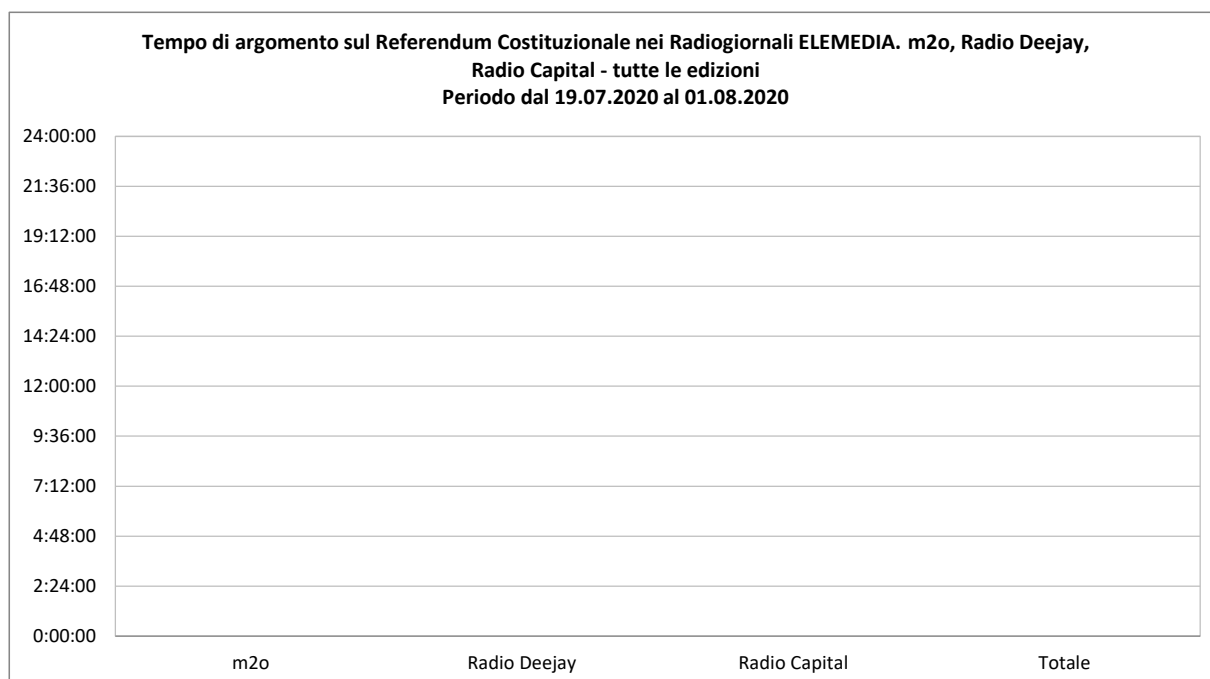 Tempo di argomento sul Referendum Costituzionale nei Radiogiornali ELEMEDIA. m2o, Radio Deejay,
Radio Capital - tutte le edizioni
Periodo dal 19.07.2020 al 01.08.2020
24:00:00
21:36:00
19:12:00
16:48:00
14:24:00
12:00:00
9:36:00
7:12:00
4:48:00
2:24:00
0:00:00
m2o Radio Deejay Radio Capital Totale